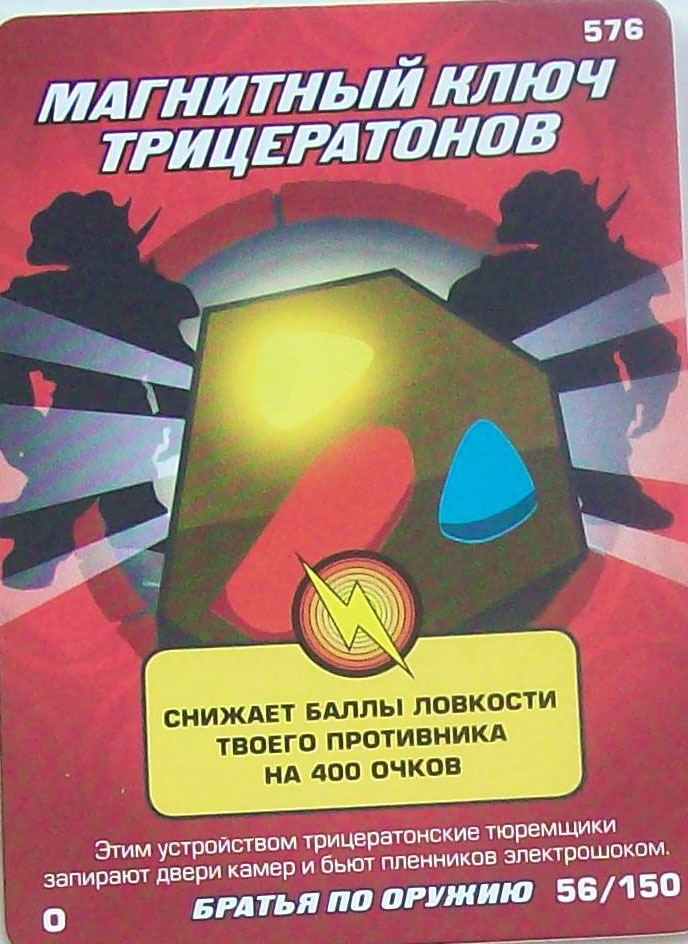 576
МАГНИТНЫЙ КЛЮЧ
ТРИЦЕРАТОНОВ
СНИЖАЕТ БАЛЛЫ ЛОВКОСТИ
ТВОЕГО ПРОТИВНИКА
НА 400 ОЧКОВ
Этим устройством трицератонские тюремщики
запирают двери камер и бьют пленников электрошоком.
0 БРАТЬЯ ПО ОРУЖИЮ 56/150